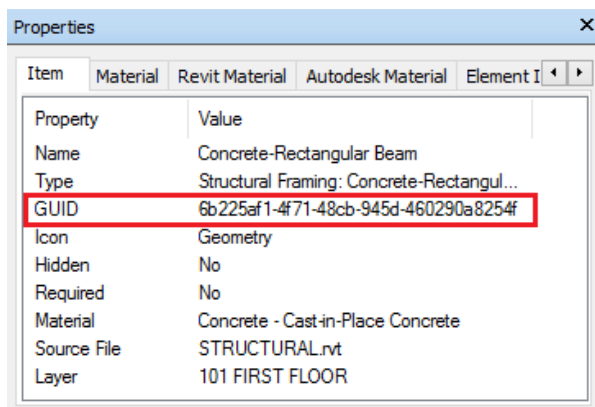 Properties
Item Material Revit Material Autodesk Material Element I
Property Value
Name Concrete-Rectangular Beam
Type Structural Framing: Concrete-Rectangul...
GUID 6b225af1-4f71-48cb-945d-460290a8254f
Icon Geometry
Hidden No
Required No
Material Concrete - Cast-in-Place Concrete
Source File STRUCTURAL.rvt
Layer 101 FIRST FLOOR